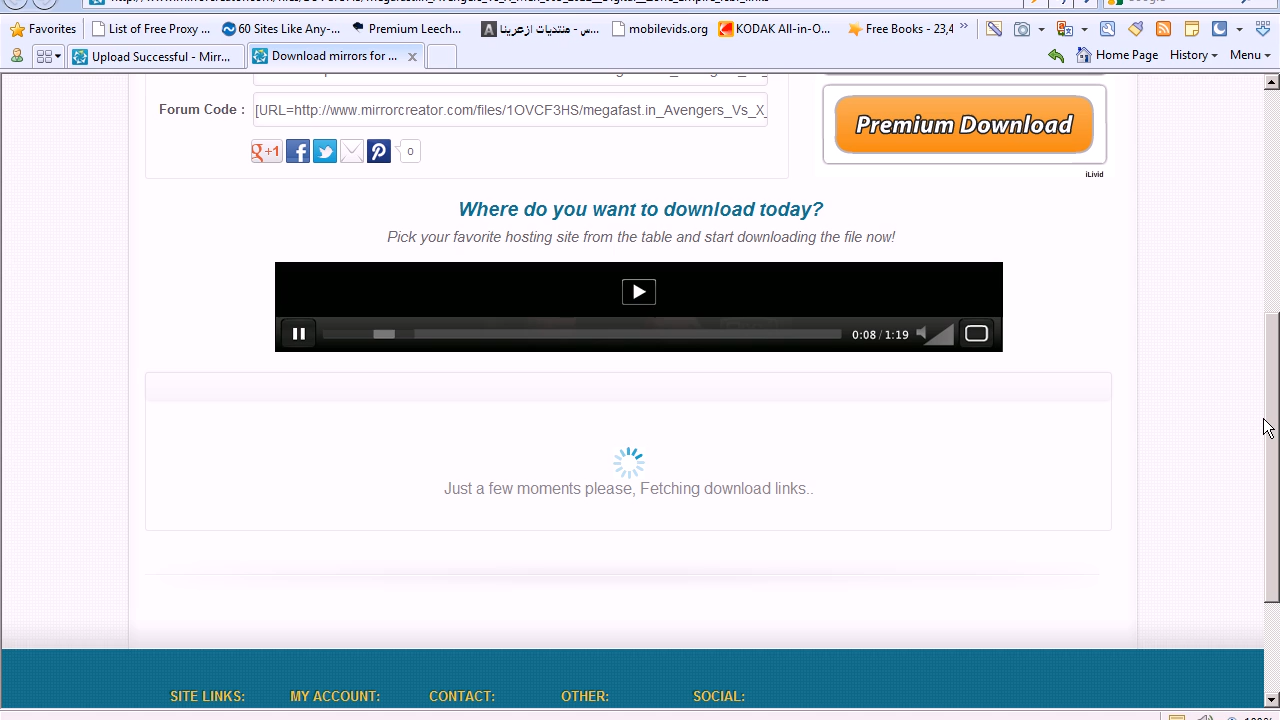 Favorites
List of Free Proxy ...
60 Sites Like Any-...
Premium Leech...
س - هنتديات ازعرينا...
mobilevids.org
KODAK All-in-O...
Free Books - 23,4
»
Upload Successful - Mirr...
Download mirrors for ...
Home Page
History
Menu
Forum Code :
[URL=http://www.mirrorcreator.com/files/1OVCF3HS/megafast.in_Avengers_Vs_X_
Premium Download
g+1
0
iLivid
Where do you want to download today?
Pick your favorite hosting site from the table and start downloading the file now!
0:08 / 1:19
Just a few moments please, Fetching download links..
SITE LINKS:
MY ACCOUNT:
CONTACT:
OTHER:
SOCIAL: